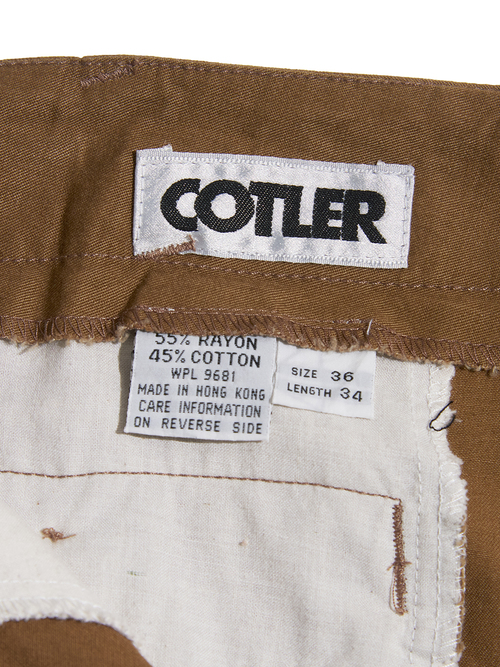 COTLER
55% RAYON
45% COTTON
WPL 9681
MADE IN HONG KONG
CARE INFORMATION
ON REVERSE SIDE
SIZE 36
LENGTH 34